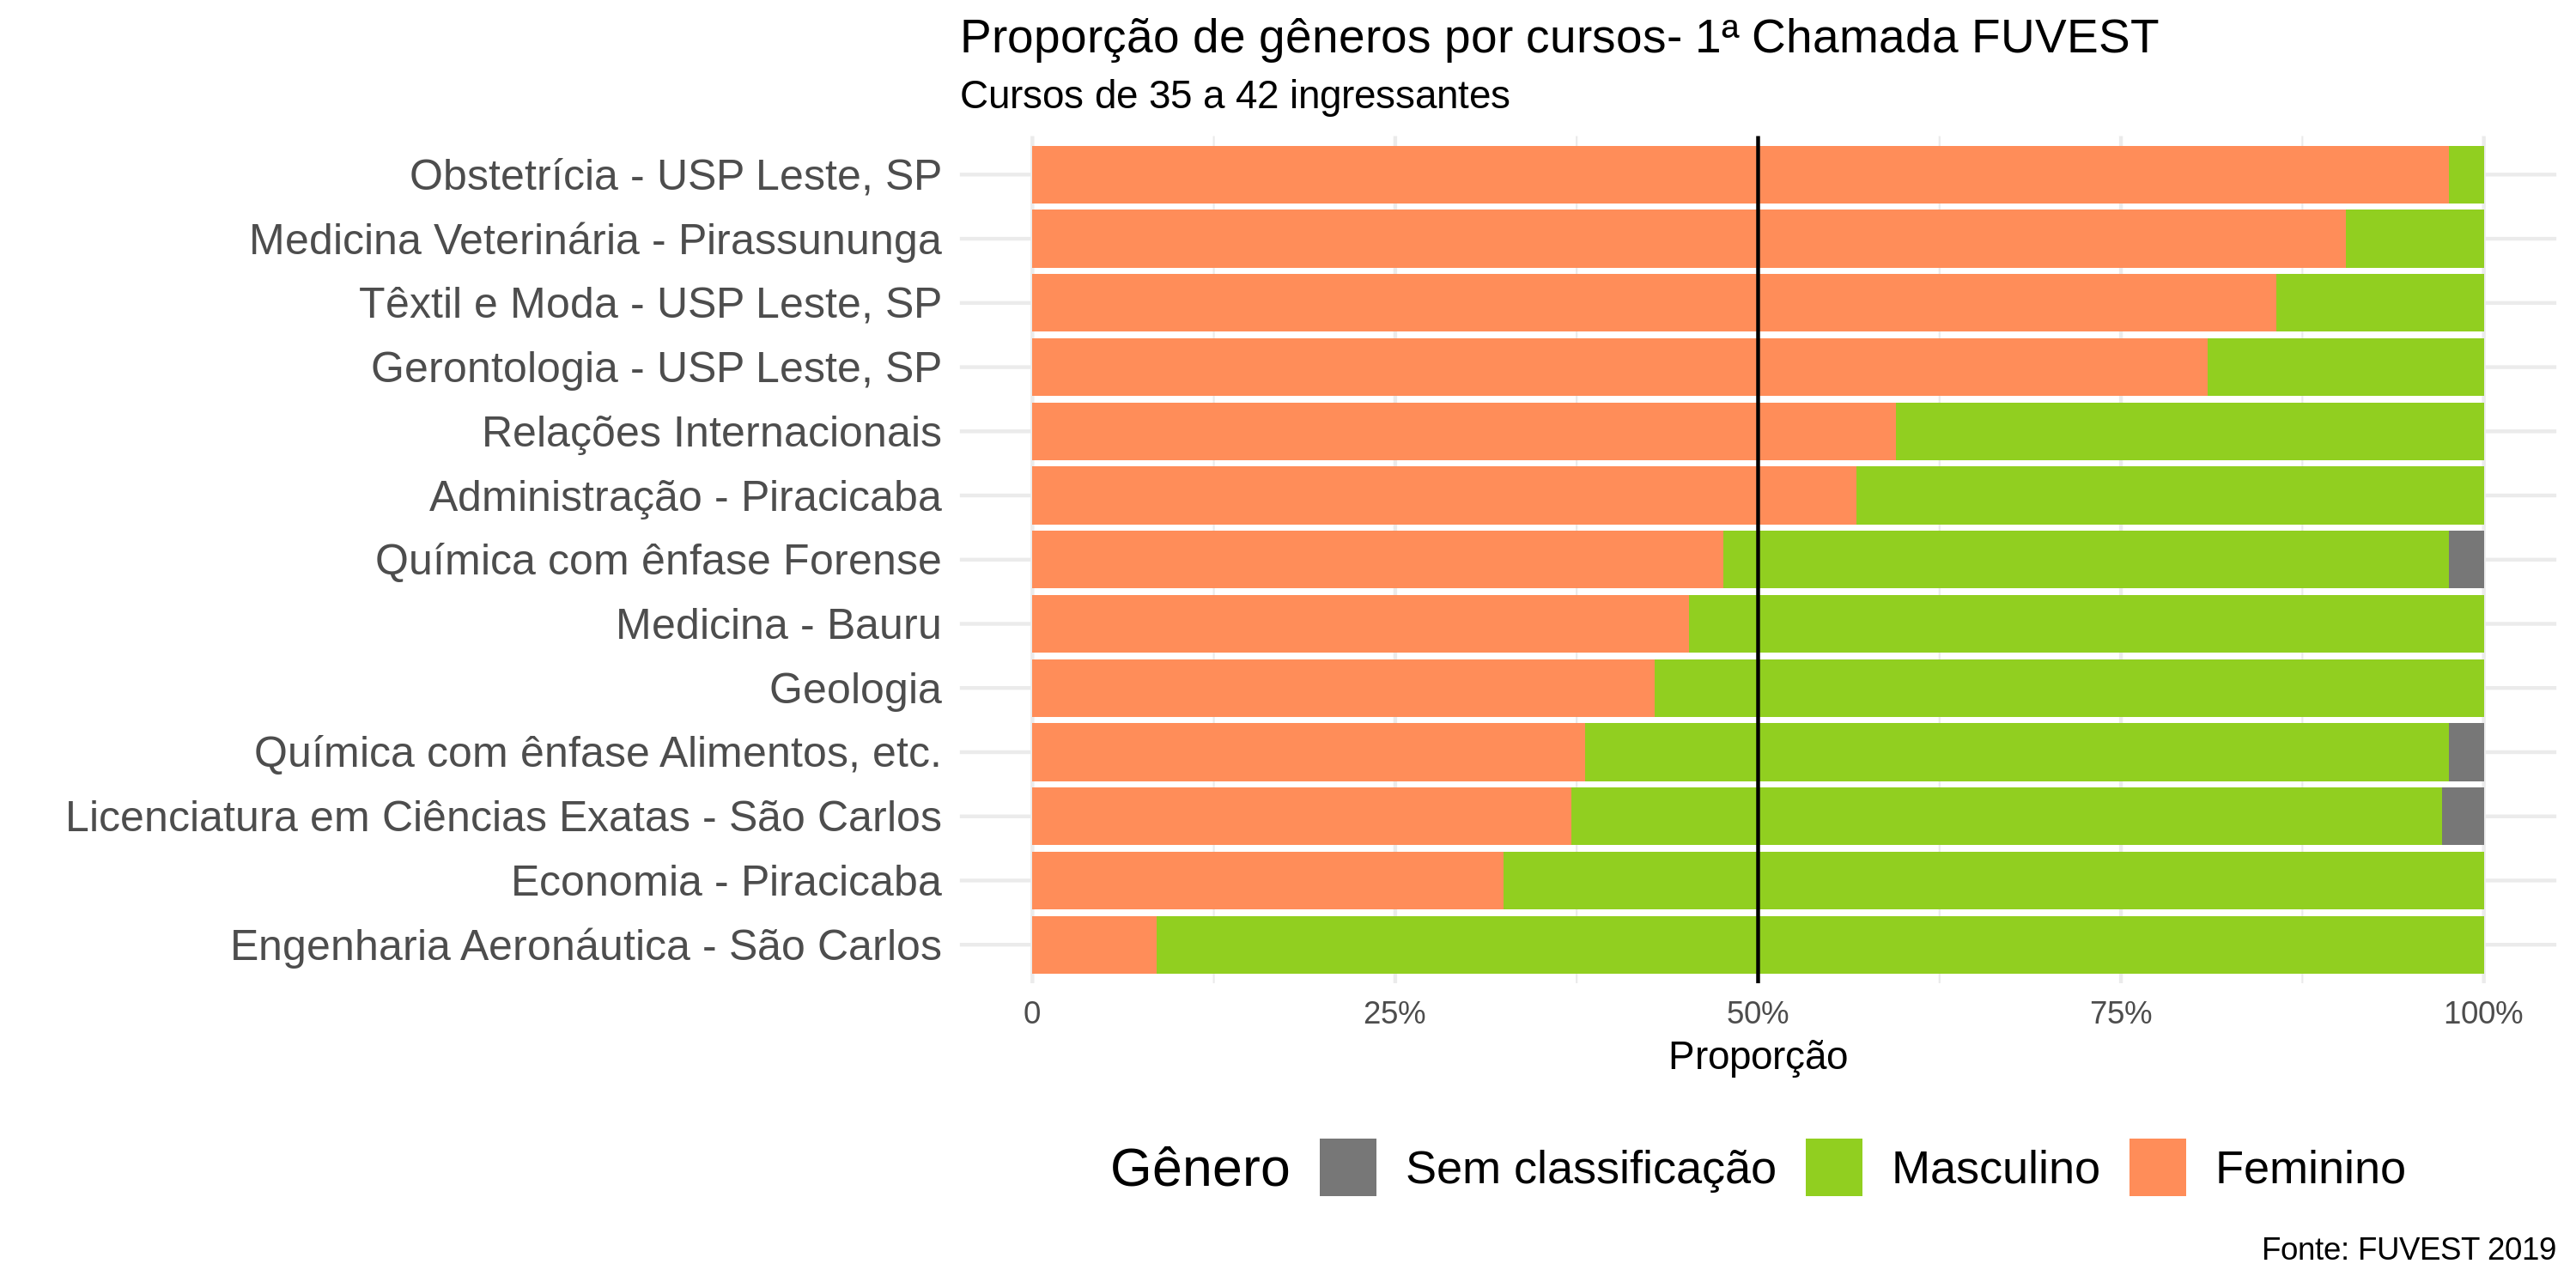 Proporção de gêneros por cursos- 1ª Chamada FUVEST
Cursos de 35 a 42 ingressantes
Obstetrícia - USP Leste, SP
Medicina Veterinária - Pirassununga
Têxtil e Moda - USP Leste, SP
Gerontologia - USP Leste, SP
Relações Internacionais
Administração - Piracicaba
Química com ênfase Forense
Medicina - Bauru
Geologia
Química com ênfase Alimentos, etc.
Licenciatura em Ciências Exatas - São Carlos
Economia - Piracicaba
Engenharia Aeronáutica - São Carlos
0 25% 50% 75% 100%
Proporção
Gênero Sem classificação Masculino Feminino
Fonte: FUVEST 2019